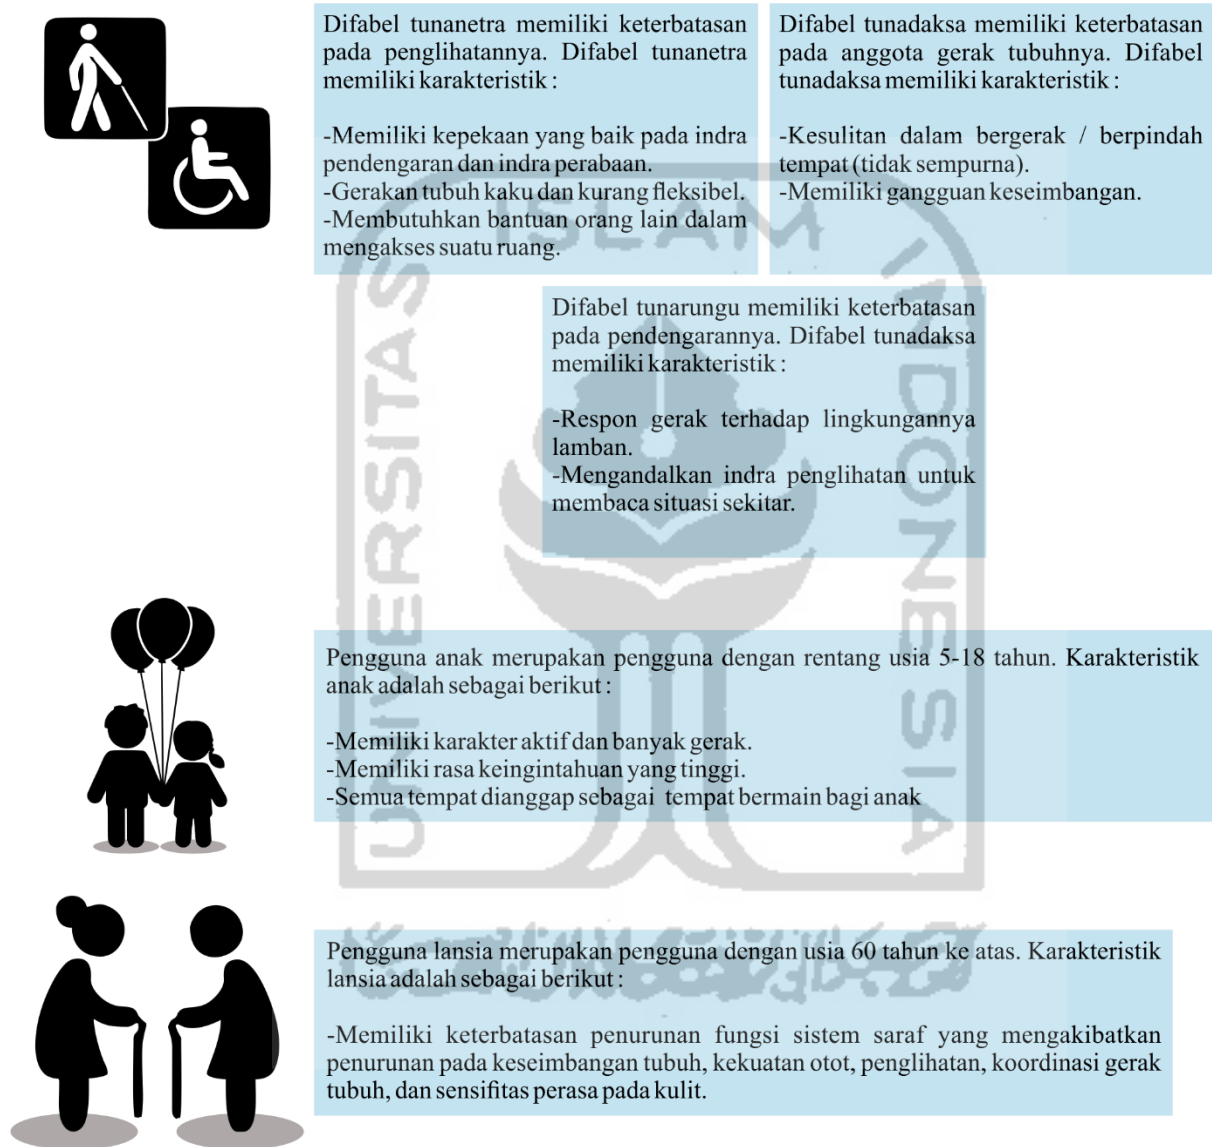 Difabel tunanetra memiliki keterbatasan
pada penglihatannya. Difabel tunanetra
memiliki karakteristik :
-Memiliki kepekaan yang baik pada indra
pendengaran dan indra perabaan.
-Gerakan tubuh kaku dan kurang fleksibel.
-Membutuhkan bantuan orang lain dalam
mengakses suatu ruang.
Difabel tunadaksa memiliki keterbatasan
pada anggota gerak tubuhnya. Difabel
tunadaksa memiliki karakteristik :
-Kesulitan dalam bergerak / berpindah
tempat (tidak sempurna).
-Memiliki gangguan keseimbangan.
Difabel tunarungu memiliki keterbatasan
pada pendengarannya. Difabel tunadaksa
memiliki karakteristik :
-Respon gerak terhadap lingkungannya
lamban.
-Mengandalkan indra penglihatan untuk
membaca situasi sekitar.
Pengguna anak merupakan pengguna dengan rentang usia 5-18 tahun. Karakteristik
anak adalah sebagai berikut :
-Memiliki karakter aktif dan banyak gerak.
-Memiliki rasa keingintahuan yang tinggi.
-Semua tempat dianggap sebagai tempat bermain bagi anak
Pengguna lansia merupakan pengguna dengan usia 60 tahun ke atas. Karakteristik
lansia adalah sebagai berikut :
-Memiliki keterbatasan penurunan fungsi sistem saraf yang mengakibatkan
penurunan pada keseimbangan tubuh, kekuatan otot, penglihatan, koordinasi gerak
tubuh, dan sensifitas perasa pada kulit.
UNIVERSITAS
ISLAM
INDONESIA